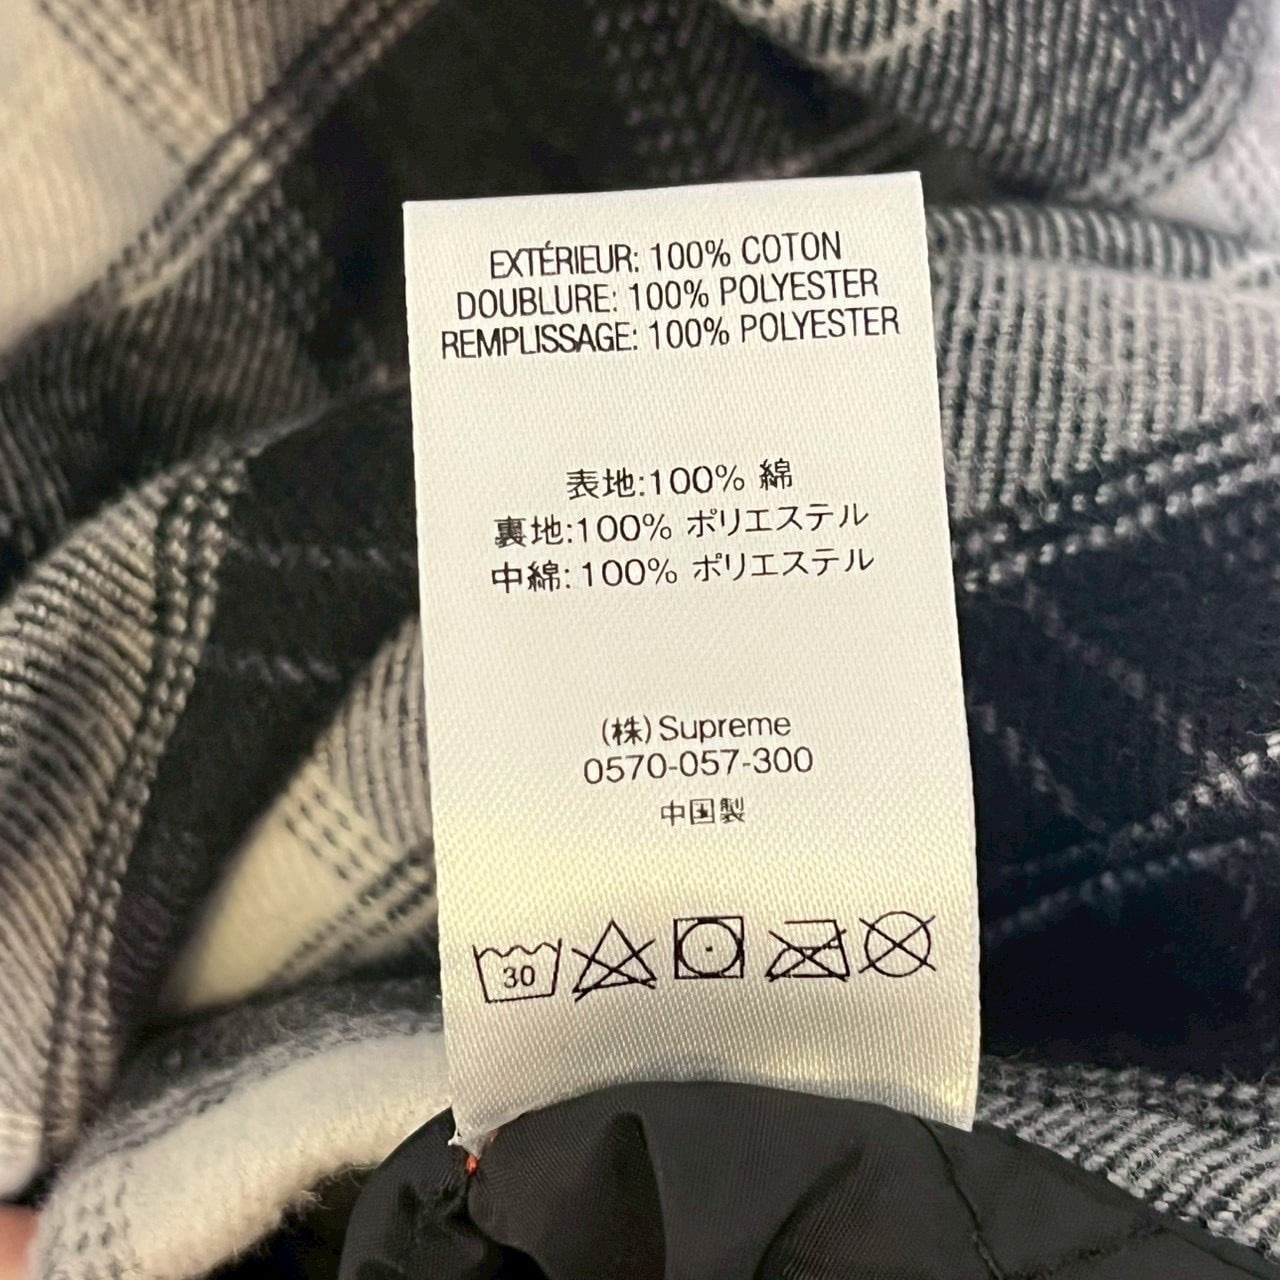 EXTÉRIEUR: 100% COTON
DOUBLURE: 100% POLYESTER
REMPLISSAGE: 100% POLYESTER
表地:100% 綿
裏地:100% ポリエステル
中綿: 100% ポリエステル
(株) Supreme
0570-057-300
中国製
30